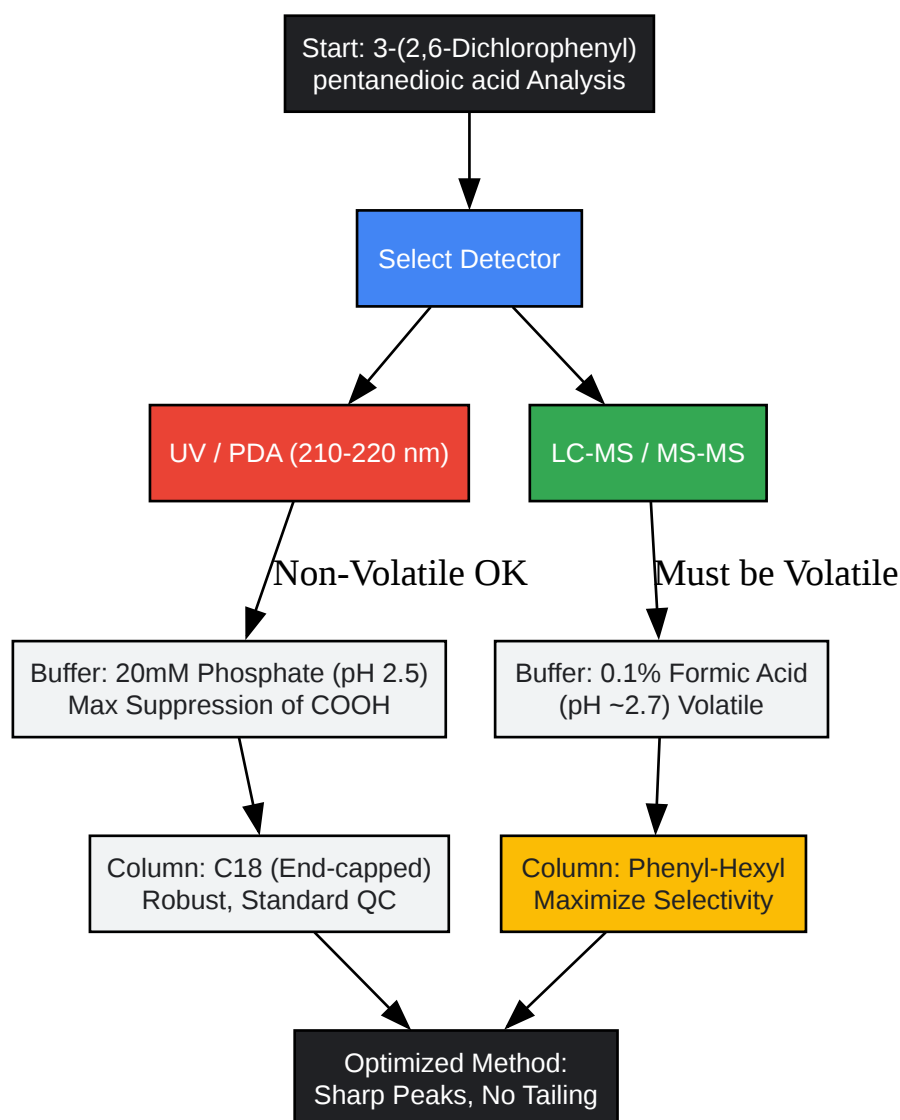 Start: 3-(2,6-Dichlorophenyl)
pentanedioic acid Analysis
Select Detector
UV / PDA (210-220 nm)
LC-MS / MS-MS
Non-Volatile OK
Must be Volatile
Buffer: 20mM Phosphate (pH 2.5)
Max Suppression of COOH
Buffer: 0.1% Formic Acid
(pH ~2.7) Volatile
Column: C18 (End-capped)
Robust, Standard QC
Column: Phenyl-Hexyl
Maximize Selectivity
Optimized Method:
Sharp Peaks, No Tailing